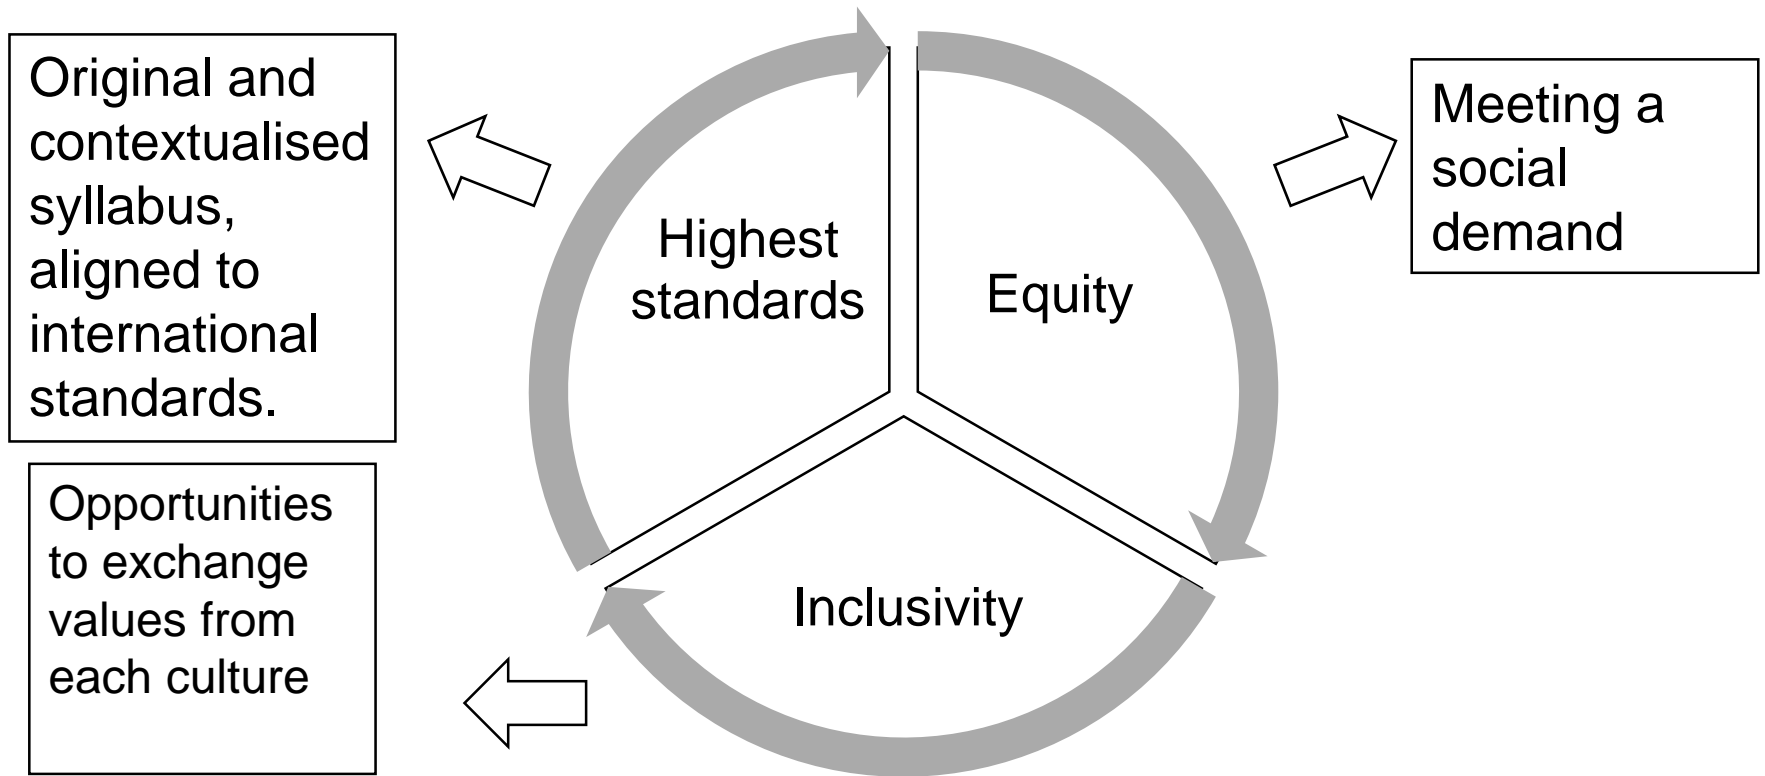 Original and
contextualised
syllabus,
aligned to
international
standards.
Highest
standards
Equity
Meeting a
social
demand
Opportunities
to exchange
values from
each culture
Inclusivity